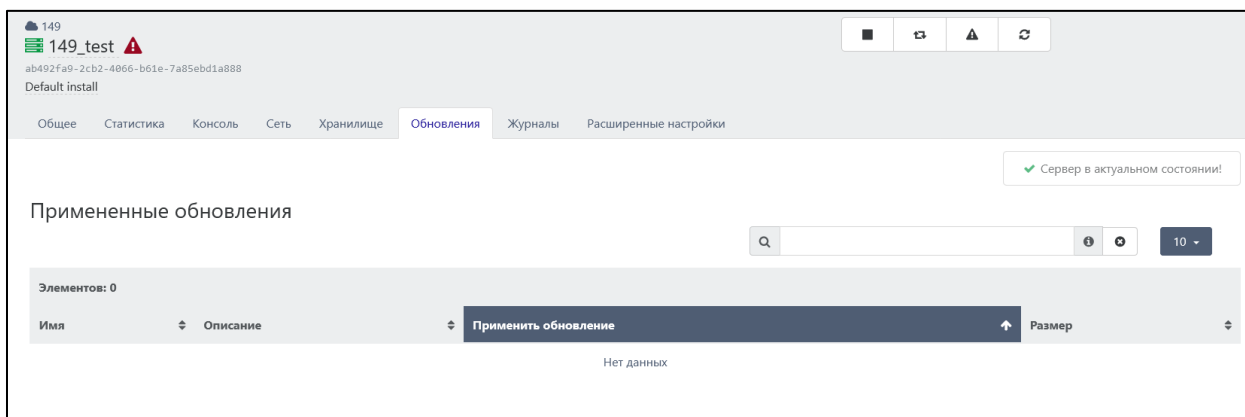 149
149_test
ab492fa9-2cb2-4066-b61e-7a85ebd1a888
Default install
Общее Статистика Консоль Сеть Хранилище Обновления Журналы Расширенные настройки
Сервер в актуальном состоянии!
Примененные обновления
10
Элементов: 0
Имя Описание Применить обновление Размер
Нет данных